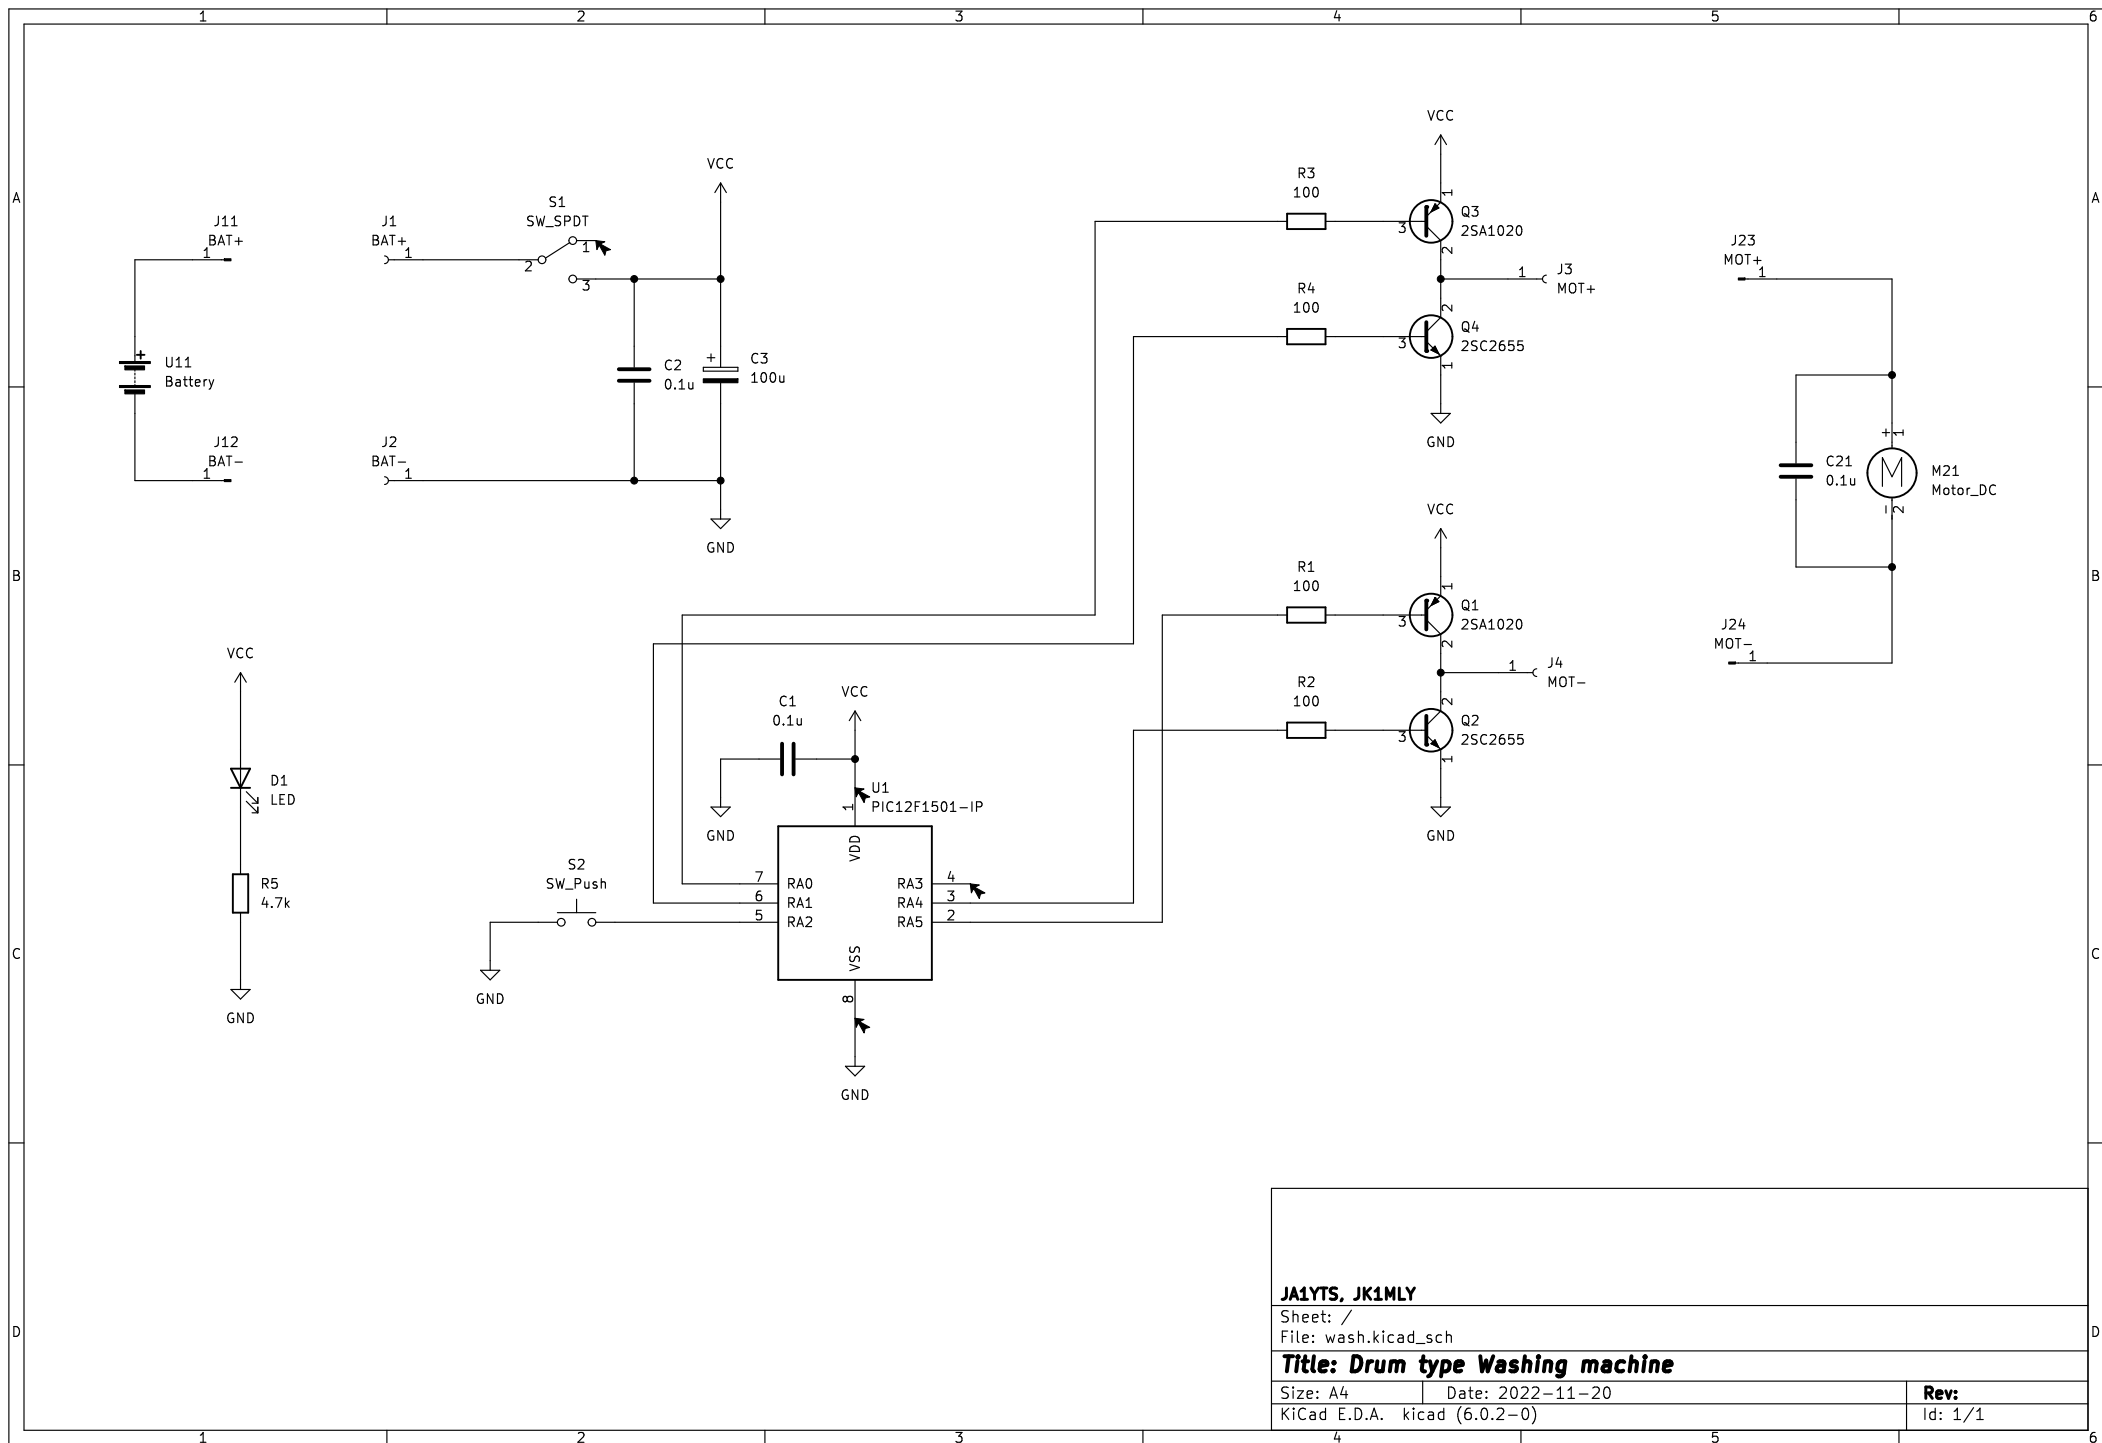 1 2 3 4 5 6
A
B
C
D
A
B
C
D
1 2 3 4 5 6
J11
BAT+
1
U11
Battery
+
J12
BAT-
1
J1
BAT+
1
J2
BAT-
1
S1
SW_SPDT
1
2
3
VCC
C2
0.1u
+
C3
100u
GND
VCC
D1
LED
R5
4.7k
GND
S2
SW_Push
GND
C1
0.1u
VCC
GND
U1
PIC12F1501-IP
1
VDD
7 RA0
6 RA1
5 RA2
RA3 4
RA4 3
RA5 2
VSS
8
GND
VCC
R3
100
1
3
Q3
2SA1020
2
1
J3
MOT+
R4
100
2
3
Q4
2SC2655
1
GND
VCC
R1
100
1
3
Q1
2SA1020
2
1
J4
MOT-
R2
100
2
3
Q2
2SC2655
1
GND
J23
MOT+
1
C21
0.1u
+ 1
M
M21
Motor_DC
- 2
J24
MOT-
1
JA1YTS, JK1MLY
Sheet: /
File: wash.kicad_sch
Title: Drum type Washing machine
Size: A4 Date: 2022-11-20 Rev:
KiCad E.D.A. kicad (6.0.2-0) Id: 1/1